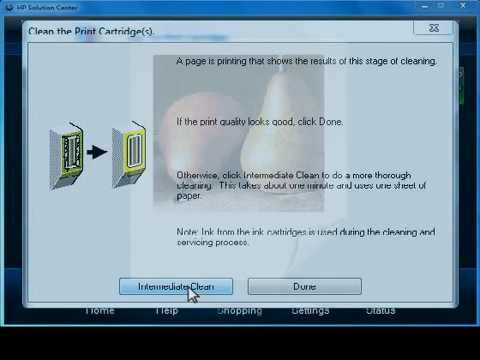 HP Solution Center
Clean the Print Cartridge(s).
A page is printing that shows the results of this stage of cleaning.
If the print quality looks good, click Done.
Otherwise, click Intermediate Clean to do a more thorough
cleaning. This takes about one minute and uses one sheet of
paper.
Note: Ink from the ink cartridges is used during the cleaning and
servicing process.
Intermediate Clean
Done
Home
Help
Shopping
Settings
Status